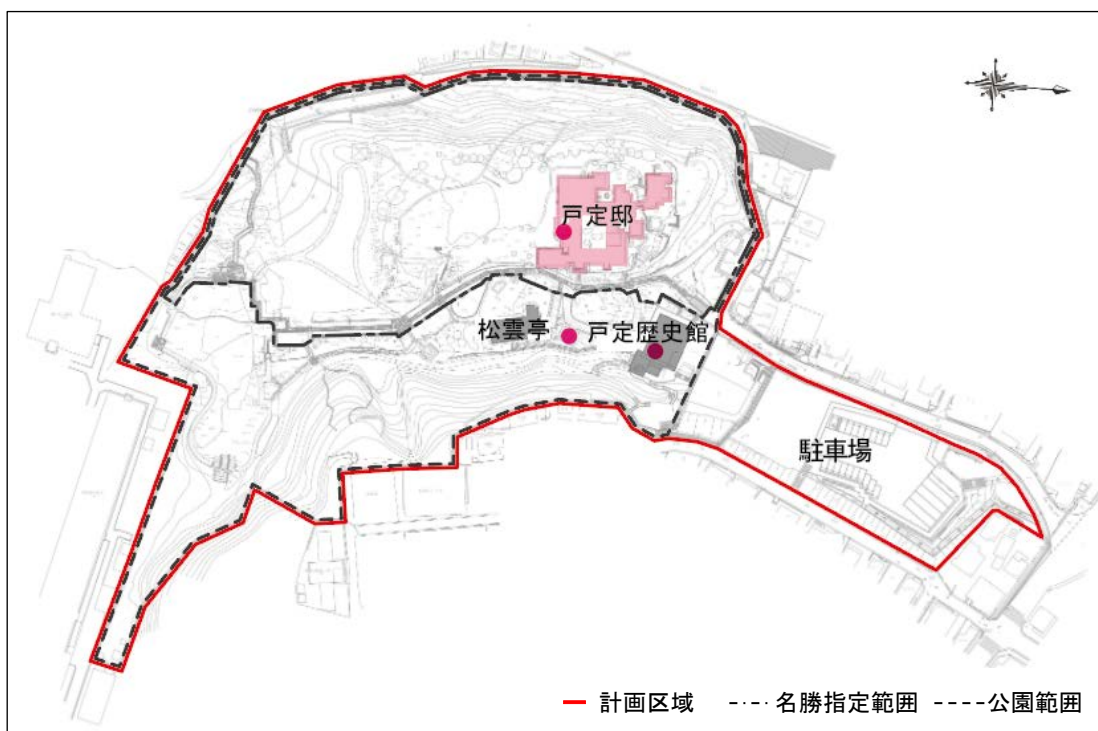 戸定邸
松雲亭
戸定歴史館
駐車場
計画区域
名勝指定範囲
公園範囲